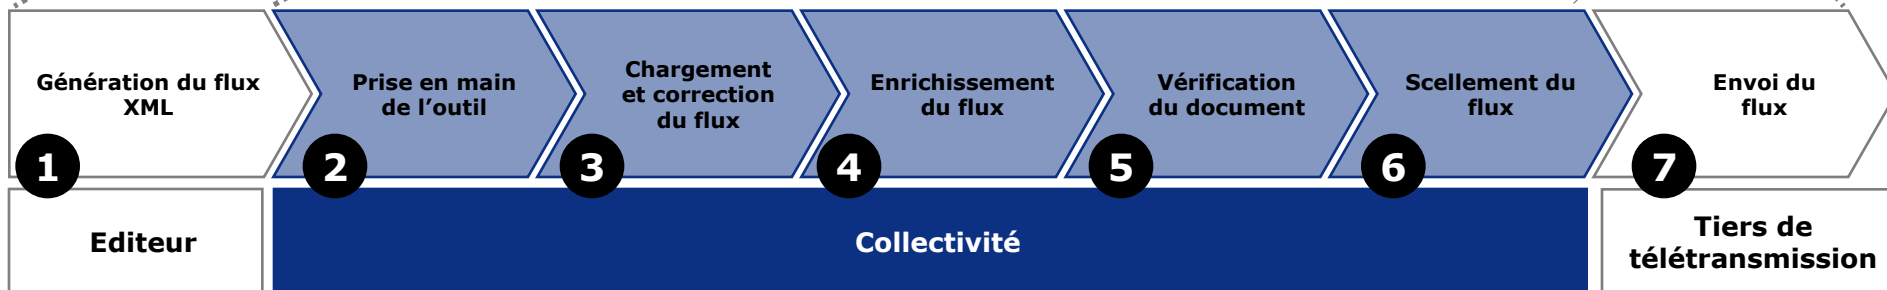 Génération du flux
XML
1
Prise en main
de l’outil
2
Chargement
et correction
du flux
3
Enrichissement
du flux
4
Vérification
du document
5
Scellement du
flux
6
Envoi du
flux
7
Editeur
Collectivité
Tiers de
télétransmission